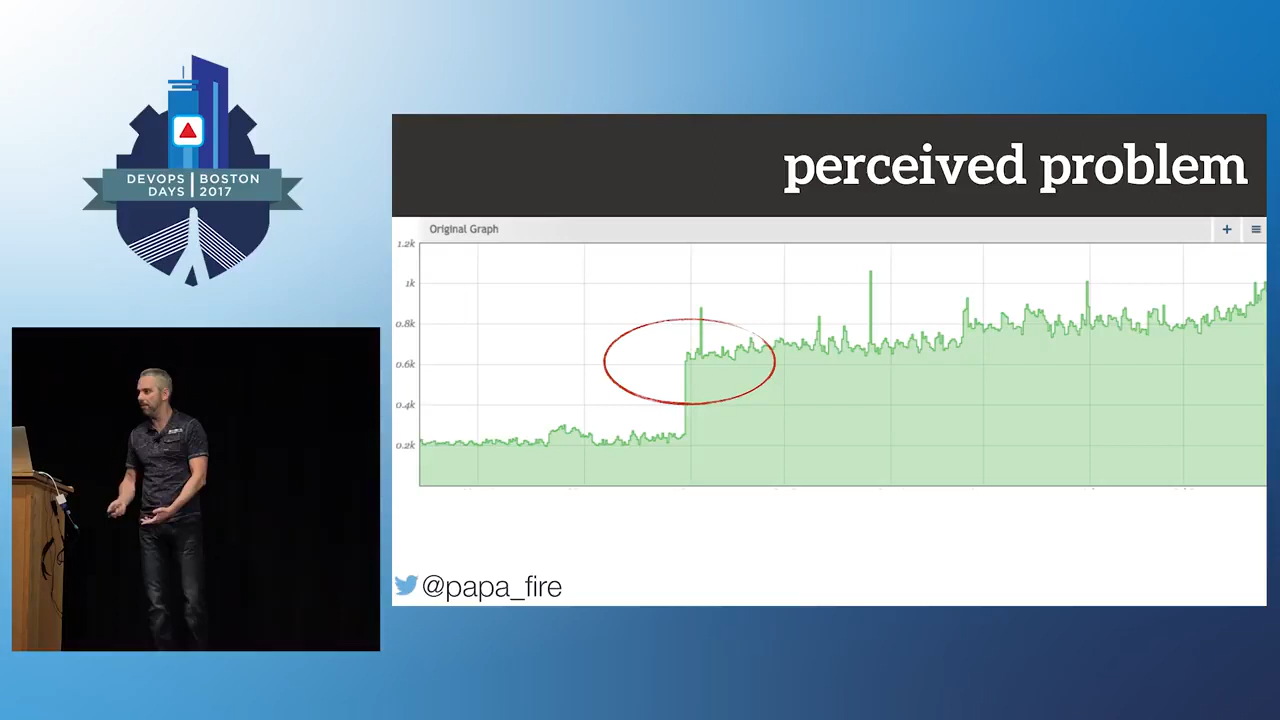 DEVOPS BOSTON
DAYS 2017
perceived problem
Original Graph
1.2k
1k
0.8k
0.6k
0.4k
0.2k
@papa_fire